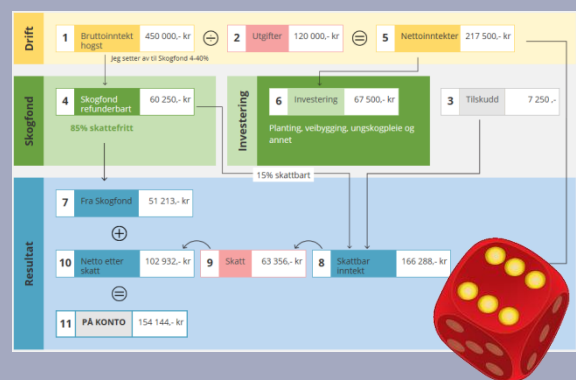 Drift
1 Bruttoinntekt hogst 450 000,- kr
2 Utgifter 120 000,- kr
5 Nettoinntekter 217 500,- kr
Jeg setter av til Skogfond 4-40%
Skogfond
4 Skogfond refunderbart 60 250,- kr
85% skattefritt
Investering
6 Investering 67 500,- kr
Planting, veibygging, ungskogpleie og
annet
3 Tilskudd 7 250 .-
15% skattbart
Resultat
7 Fra Skogfond 51 213,- kr
10 Netto etter skatt 102 932,- kr
9 Skatt 63 356,- kr
8 Skattbar inntekt 166 288,- kr
11 PÅ KONTO 154 144,- kr